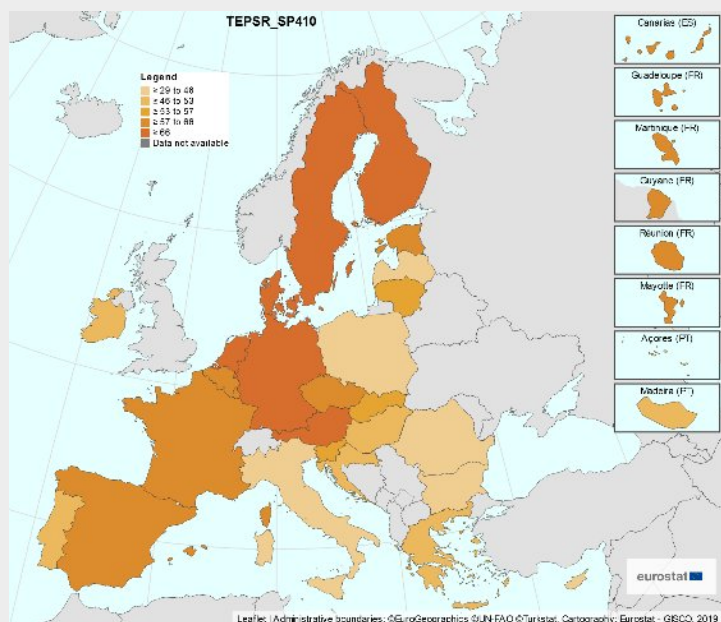 TEPSR_SP410
Legend
≥ 29 to 46
≥ 46 to 53
≥ 53 to 57
≥ 57 to 66
≥ 66
Data not available
Canarias (ES)
Guadeloupe (FR)
Martinique (FR)
Guyane (FR)
Réunion (FR)
Mayotte (FR)
Açores (PT)
Madeira (PT)
eurostat
Leaflet | Administrative boundaries: ©EuroGeographics ©UN-FAO ©Turkstat, Cartography: Eurostat - GISCO, 2019